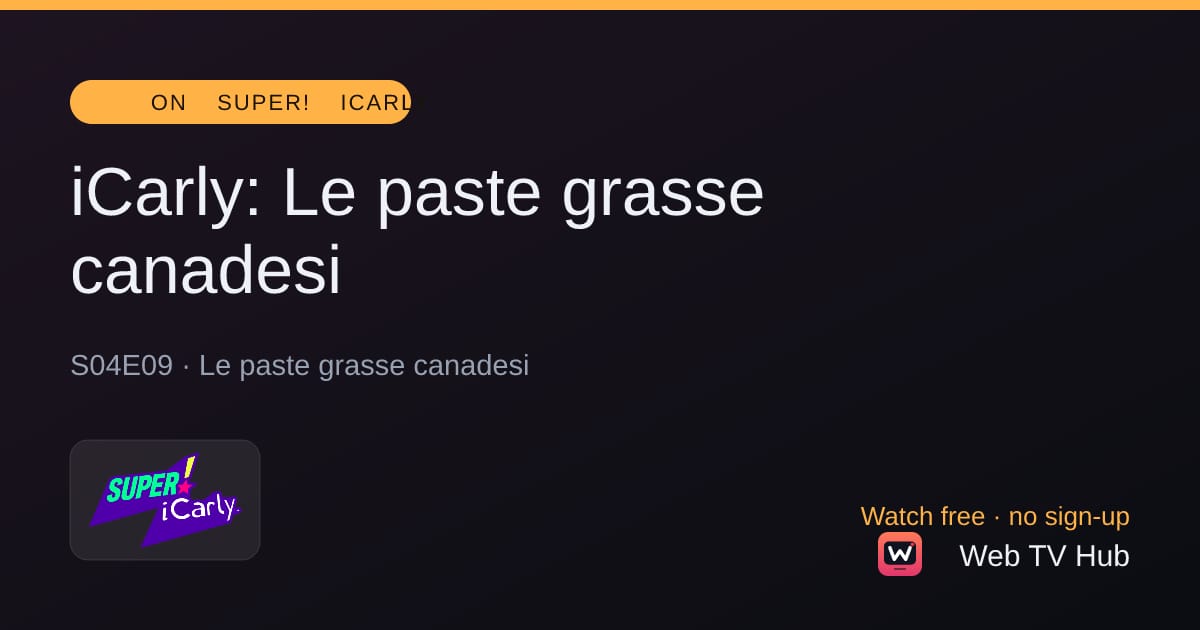 ON SUPER! ICARL
iCarly: Le paste grasse
canadesi
S04E09 · Le paste grasse canadesi
SUPER!
iCarly.
Watch free · no sign-up
W
Web TV Hub